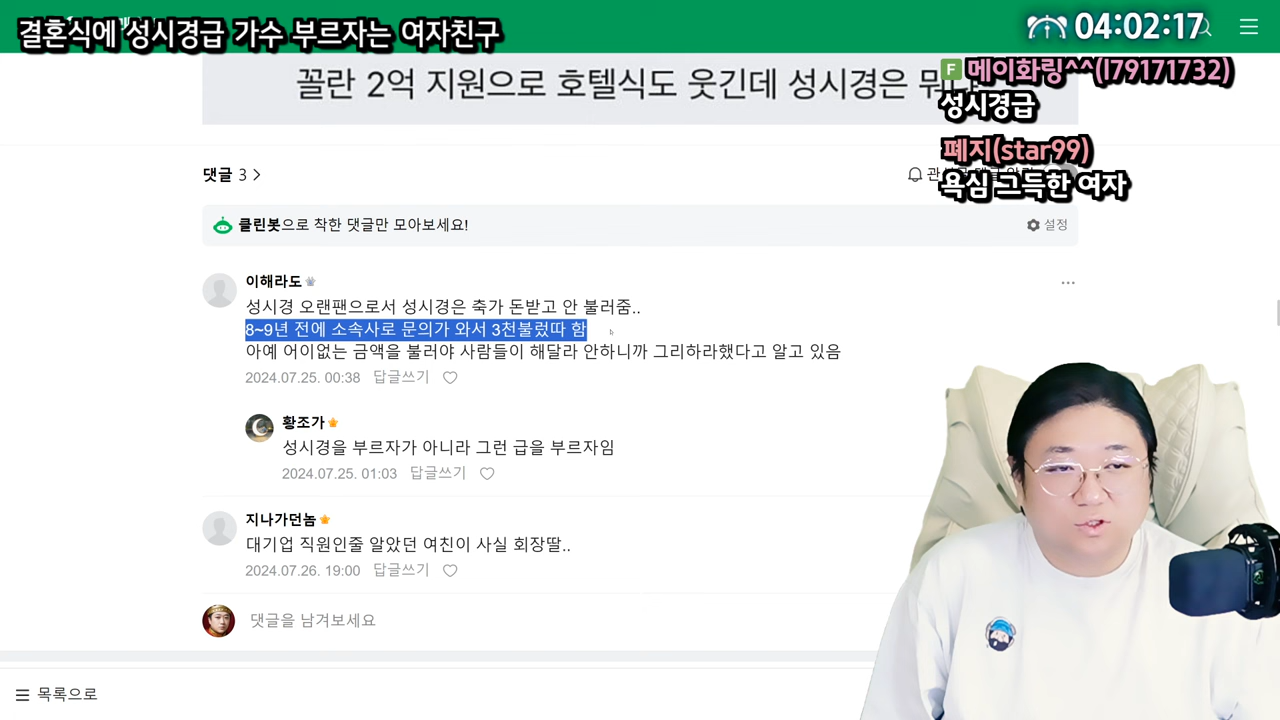 결혼식에 성시경급 가수 부르자는 여자친구
04:02:17
꼴란 2억 지원으로 호텔식도 웃긴데 성시경은
F 메이화링^^(l79171732)
성시경급
폐지(star99)
욕심 그득한 여자
댓글 3 >
클린봇으로 착한 댓글만 모아보세요!
설정
이해라도
성시경 오랜팬으로서 성시경은 축가 돈받고 안 불러줌..
8~9년 전에 소속사로 문의가 와서 3천불렀따 함
아예 어이없는 금액을 불러야 사람들이 해달라 안하니까 그리하라했다고 알고 있음
2024.07.25. 00:38 답글쓰기
황조가
성시경을 부르자가 아니라 그런 급을 부르자임
2024.07.25. 01:03 답글쓰기
지나가던놈
대기업 직원인줄 알았던 여친이 사실 회장딸..
2024.07.26. 19:00 답글쓰기
댓글을 남겨보세요
목록으로